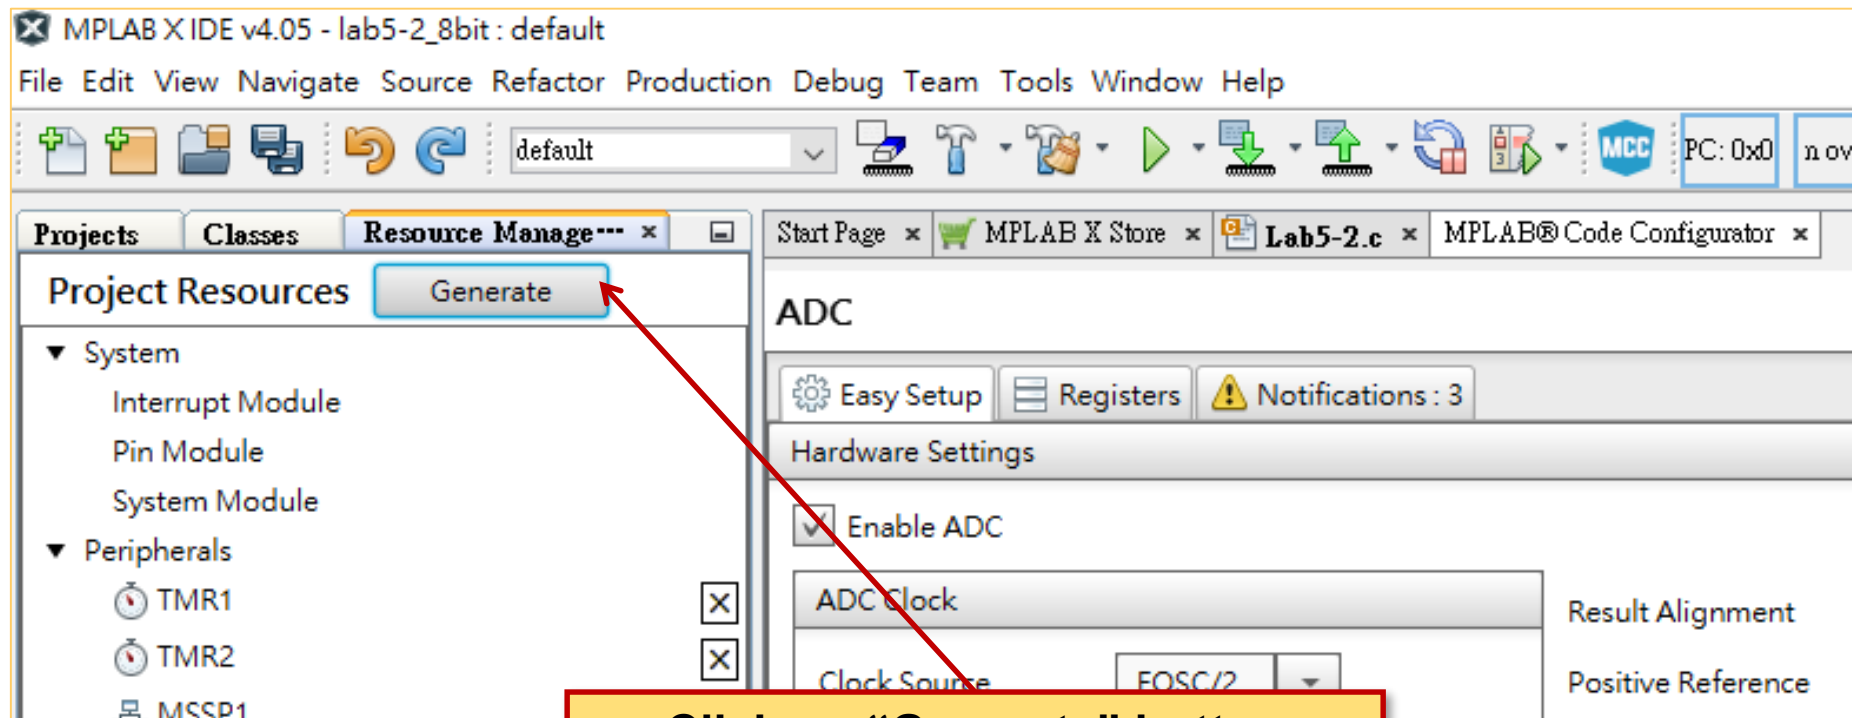 MPLAB X IDE v4.05 - lab5-2_8bit : default
File Edit View Navigate Source Refactor Production Debug Team Tools Window Help
default
MCC
PC: 0x0
n ov
Projects Classes Resource Manage··· ×
Start Page × MPLAB X Store × Lab5-2.c × MPLAB® Code Configurator ×
Project Resources Generate
ADC
System
Easy Setup Registers Notifications : 3
Interrupt Module
Pin Module
Hardware Settings
System Module
Enable ADC
Peripherals
TMR1
ADC Clock
Result Alignment
TMR2
Clock Source FOSC/2
Positive Reference
MSSP1